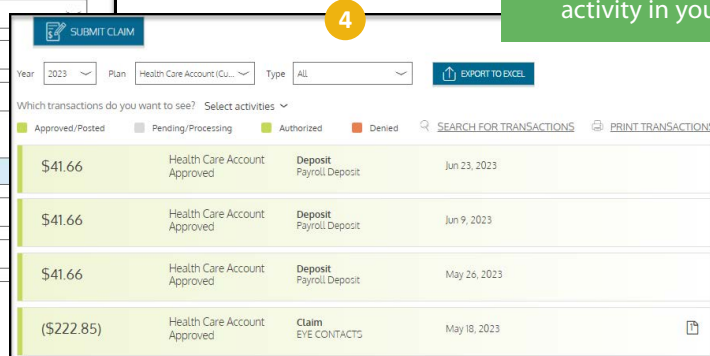 activity in you
4
SUBMIT CLAIM
Year 2023 Plan Health Care Account (Cu... Type All EXPORT TO EXCEL
Which transactions do you want to see? Select activities
Approved/Posted Pending/Processing Authorized Denied SEARCH FOR TRANSACTIONS PRINT TRANSACTIONS
$41.66 Health Care Account Deposit Jun 23, 2023
Approved Payroll Deposit
$41.66 Health Care Account Deposit Jun 9, 2023
Approved Payroll Deposit
$41.66 Health Care Account Deposit May 26, 2023
Approved Payroll Deposit
($222.85) Health Care Account Claim May 18, 2023
Approved EYE CONTACTS